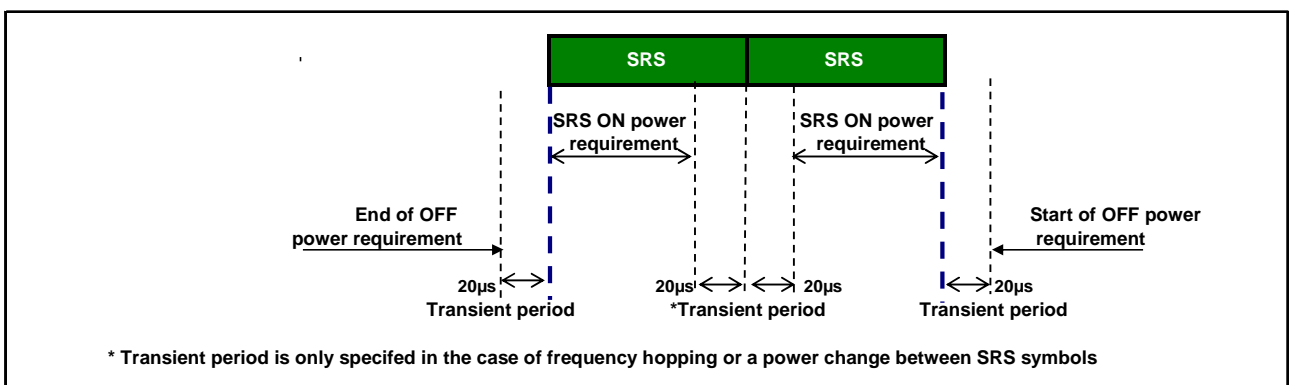 SRS SRS
SRS ON power
requirement
SRS ON power
requirement
End of OFF
power requirement
Start of OFF power
requirement
20µs 20µs 20µs 20µs
Transient period *Transient period Transient period
* Transient period is only specifed in the case of frequency hopping or a power change between SRS symbols